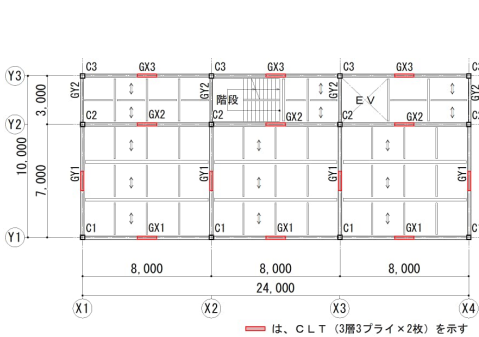 C3 GX3 C3 GX3 C3 GX3 C3
Y3
GY2 GY2 GY2 GY2
3,000 階段 EV
C2 GX2 C2 GX2 C2 GX2 C2
Y2
10,000
7,000 GY1 GY1 GY1 GY1
C1 GX1 C1 GX1 C1 GX1
Y1
8,000 8,000 8,000
24,000
X1 X2 X3 X4
は、CLT (3層3プライ×2枚) を示す